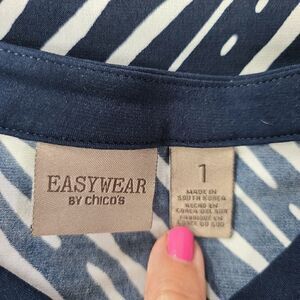 EASYWEAR
BY chico's
1
MADE IN
SOUTH KOREA
HECHO EN
COREA DEL SUR
FABRIQUÉ EN
CORÉE DU SUD